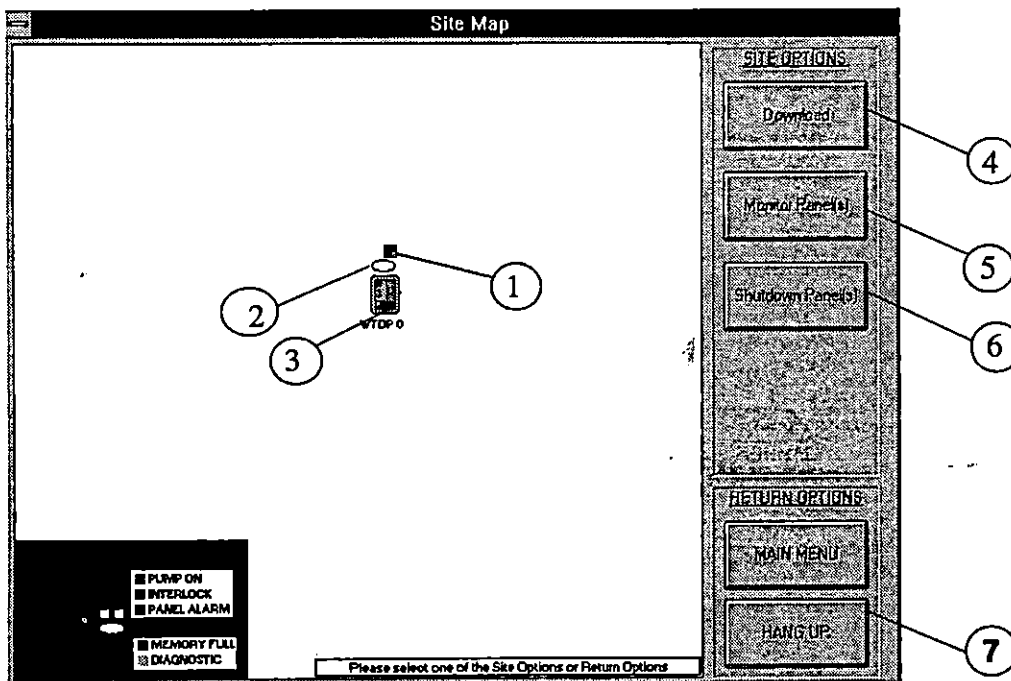 Site Map
SITE OPTIONS
Download
4
Monitor Panel(s)
5
1
2
Shutdown Panel(s)
3
6
RETURN OPTIONS
MAIN MENU
PUMP ON
INTERLOCK
PANEL ALARM
HANG UP
7
MEMORY FULL
DIAGNOSTIC
Please select one of the Site Options or Return Options